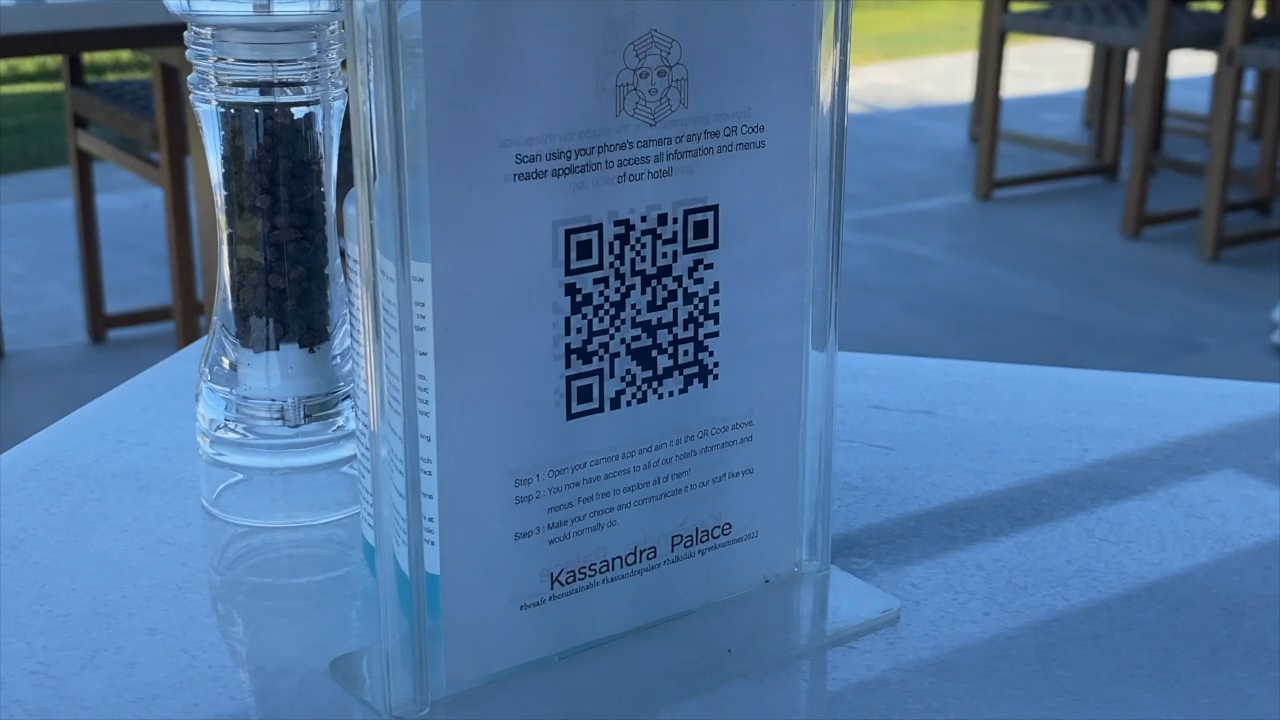 Scan using your phone's camera or any free QR Code
reader application to access all information and menus
of our hotel!
Step 1 : Open your camera app and aim it at the QR Code above.
Step 2 : You now have access to all of our hotel's information and
menus. Feel free to explore all of them!
Step 3 : Make your choice and communicate it to our staff like you
would normally do.
Kassandra Palace
#besafe #besustainable #kassandrapalace #halkidiki #greeksummer2022